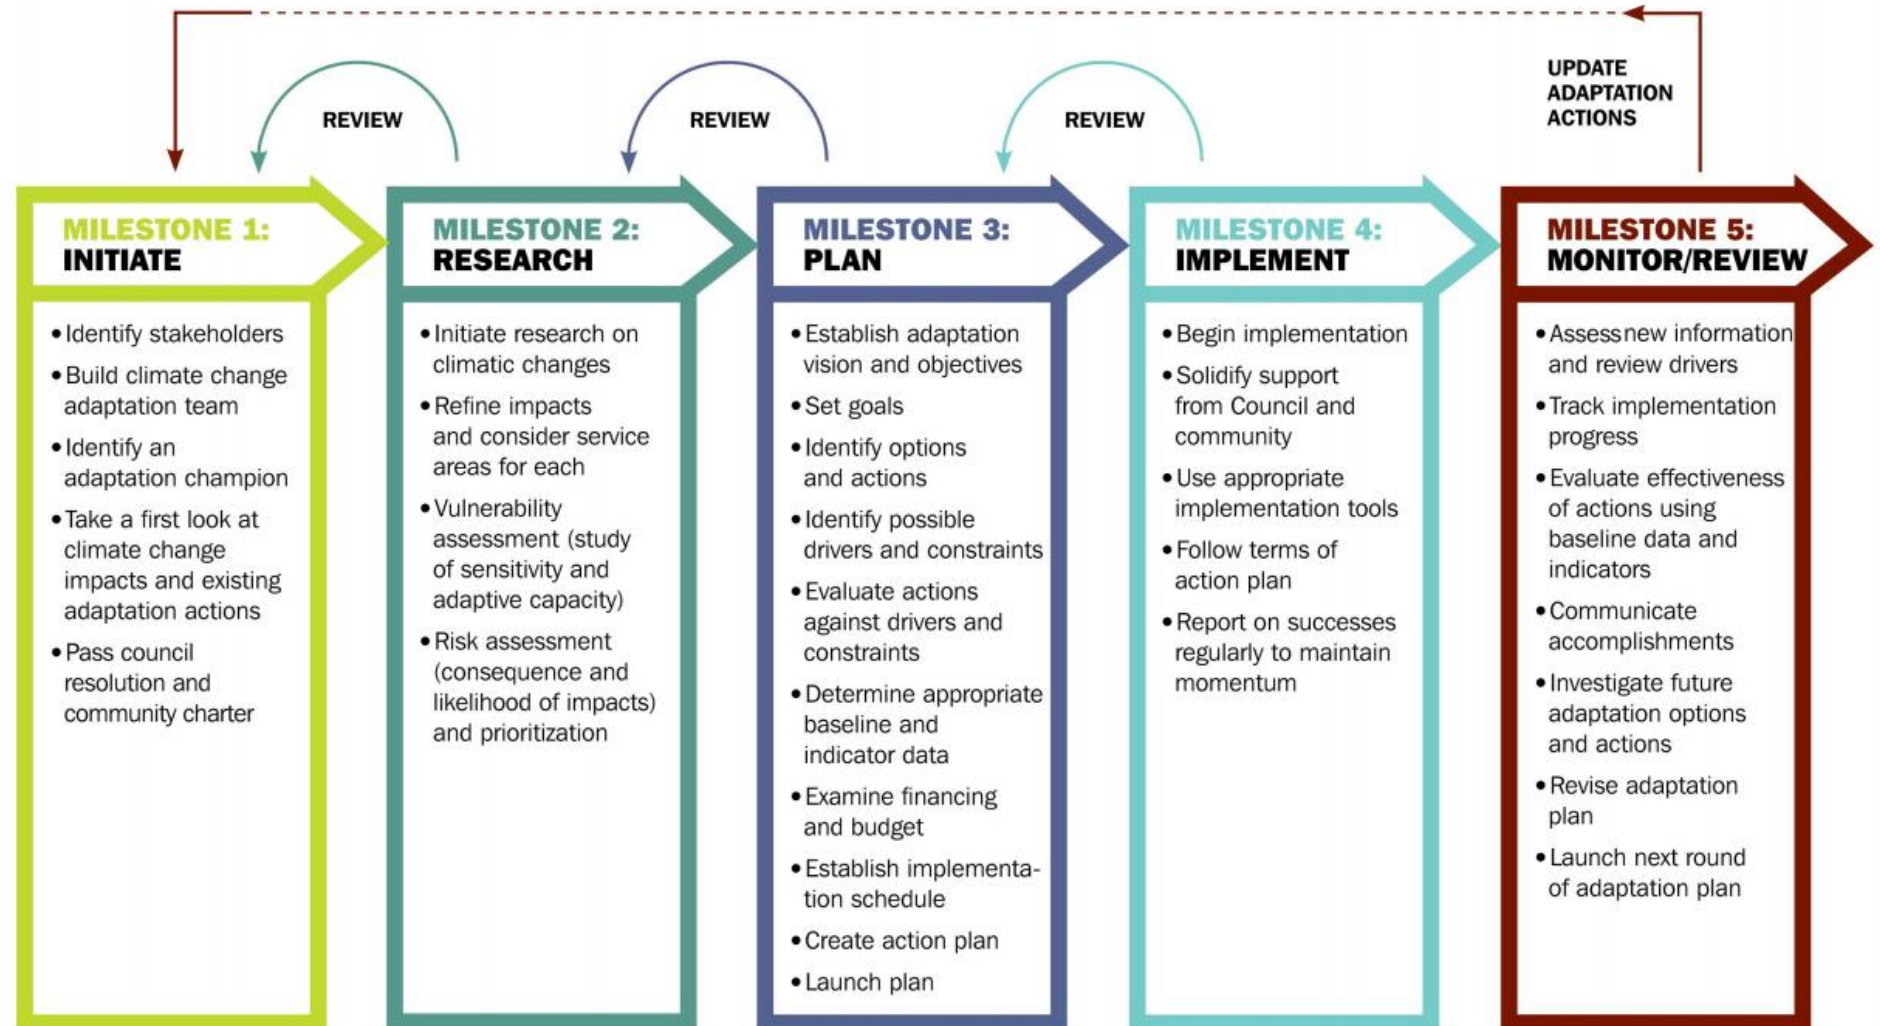 UPDATE
ADAPTATION
ACTIONS
REVIEW
REVIEW
REVIEW
MILESTONE 1:
INITIATE
• Identify stakeholders
• Build climate change
adaptation team
• Identify an
adaptation champion
• Take a first look at
climate change
impacts and existing
adaptation actions
• Pass council
resolution and
community charter
MILESTONE 2:
RESEARCH
• Initiate research on
climatic changes
• Refine impacts
and consider service
areas for each
• Vulnerability
assessment (study
of sensitivity and
adaptive capacity)
• Risk assessment
(consequence and
likelihood of impacts)
and prioritization
MILESTONE 3:
PLAN
• Establish adaptation
vision and objectives
• Set goals
• Identify options
and actions
• Identify possible
drivers and constraints
• Evaluate actions
against drivers and
constraints
• Determine appropriate
baseline and
indicator data
• Examine financing
and budget
• Establish implementa-
tion schedule
• Create action plan
• Launch plan
MILESTONE 4:
IMPLEMENT
• Begin implementation
• Solidify support
from Council and
community
• Use appropriate
implementation tools
• Follow terms of
action plan
• Report on successes
regularly to maintain
momentum
MILESTONE 5:
MONITOR/REVIEW
• Assess new information
and review drivers
• Track implementation
progress
• Evaluate effectiveness
of actions using
baseline data and
indicators
• Communicate
accomplishments
• Investigate future
adaptation options
and actions
• Revise adaptation
plan
• Launch next round
of adaptation plan